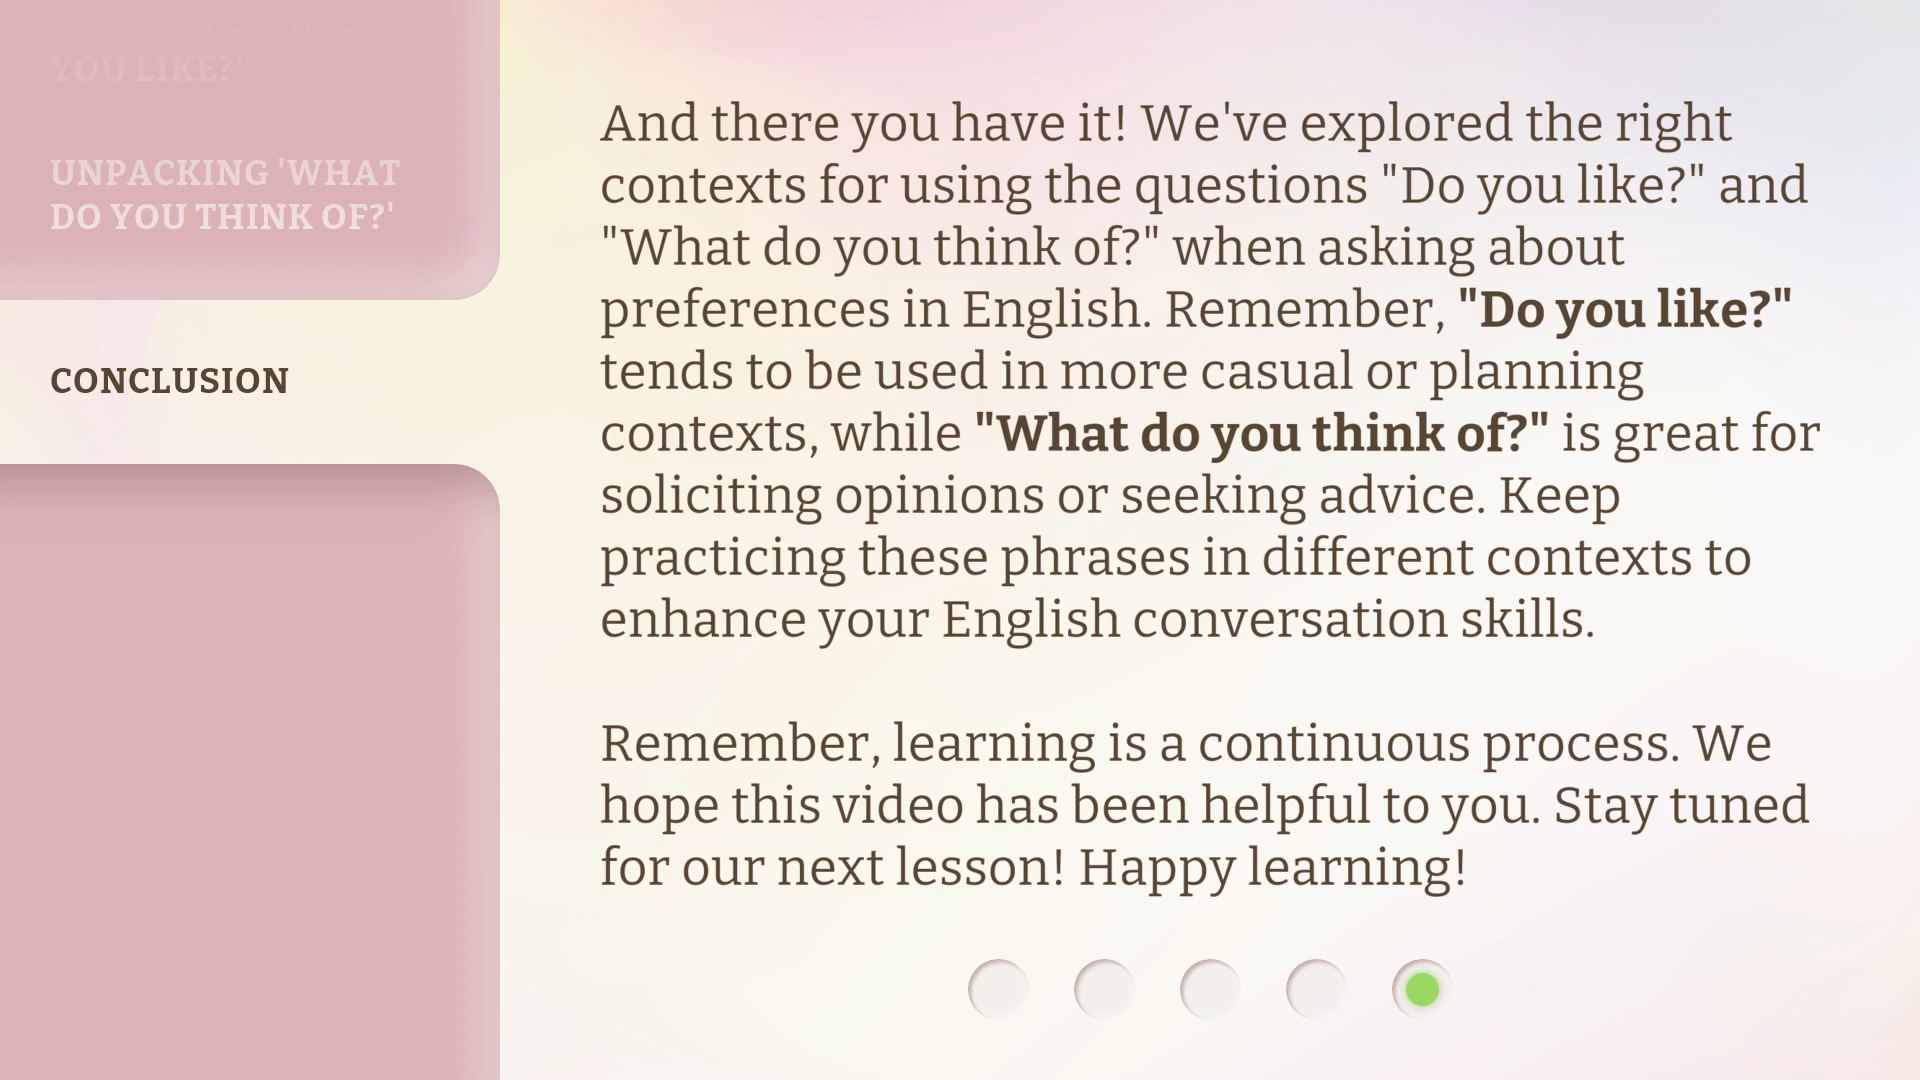 UNDERSTANDING 'DO
YOU LIKE?'
UNPACKING 'WHAT
DO YOU THINK OF?'
CONCLUSION
And there you have it! We've explored the right
contexts for using the questions "Do you like?" and
"What do you think of?" when asking about
preferences in English. Remember, "Do you like?"
tends to be used in more casual or planning
contexts, while "What do you think of?" is great for
soliciting opinions or seeking advice. Keep
practicing these phrases in different contexts to
enhance your English conversation skills.
Remember, learning is a continuous process. We
hope this video has been helpful to you. Stay tuned
for our next lesson! Happy learning!